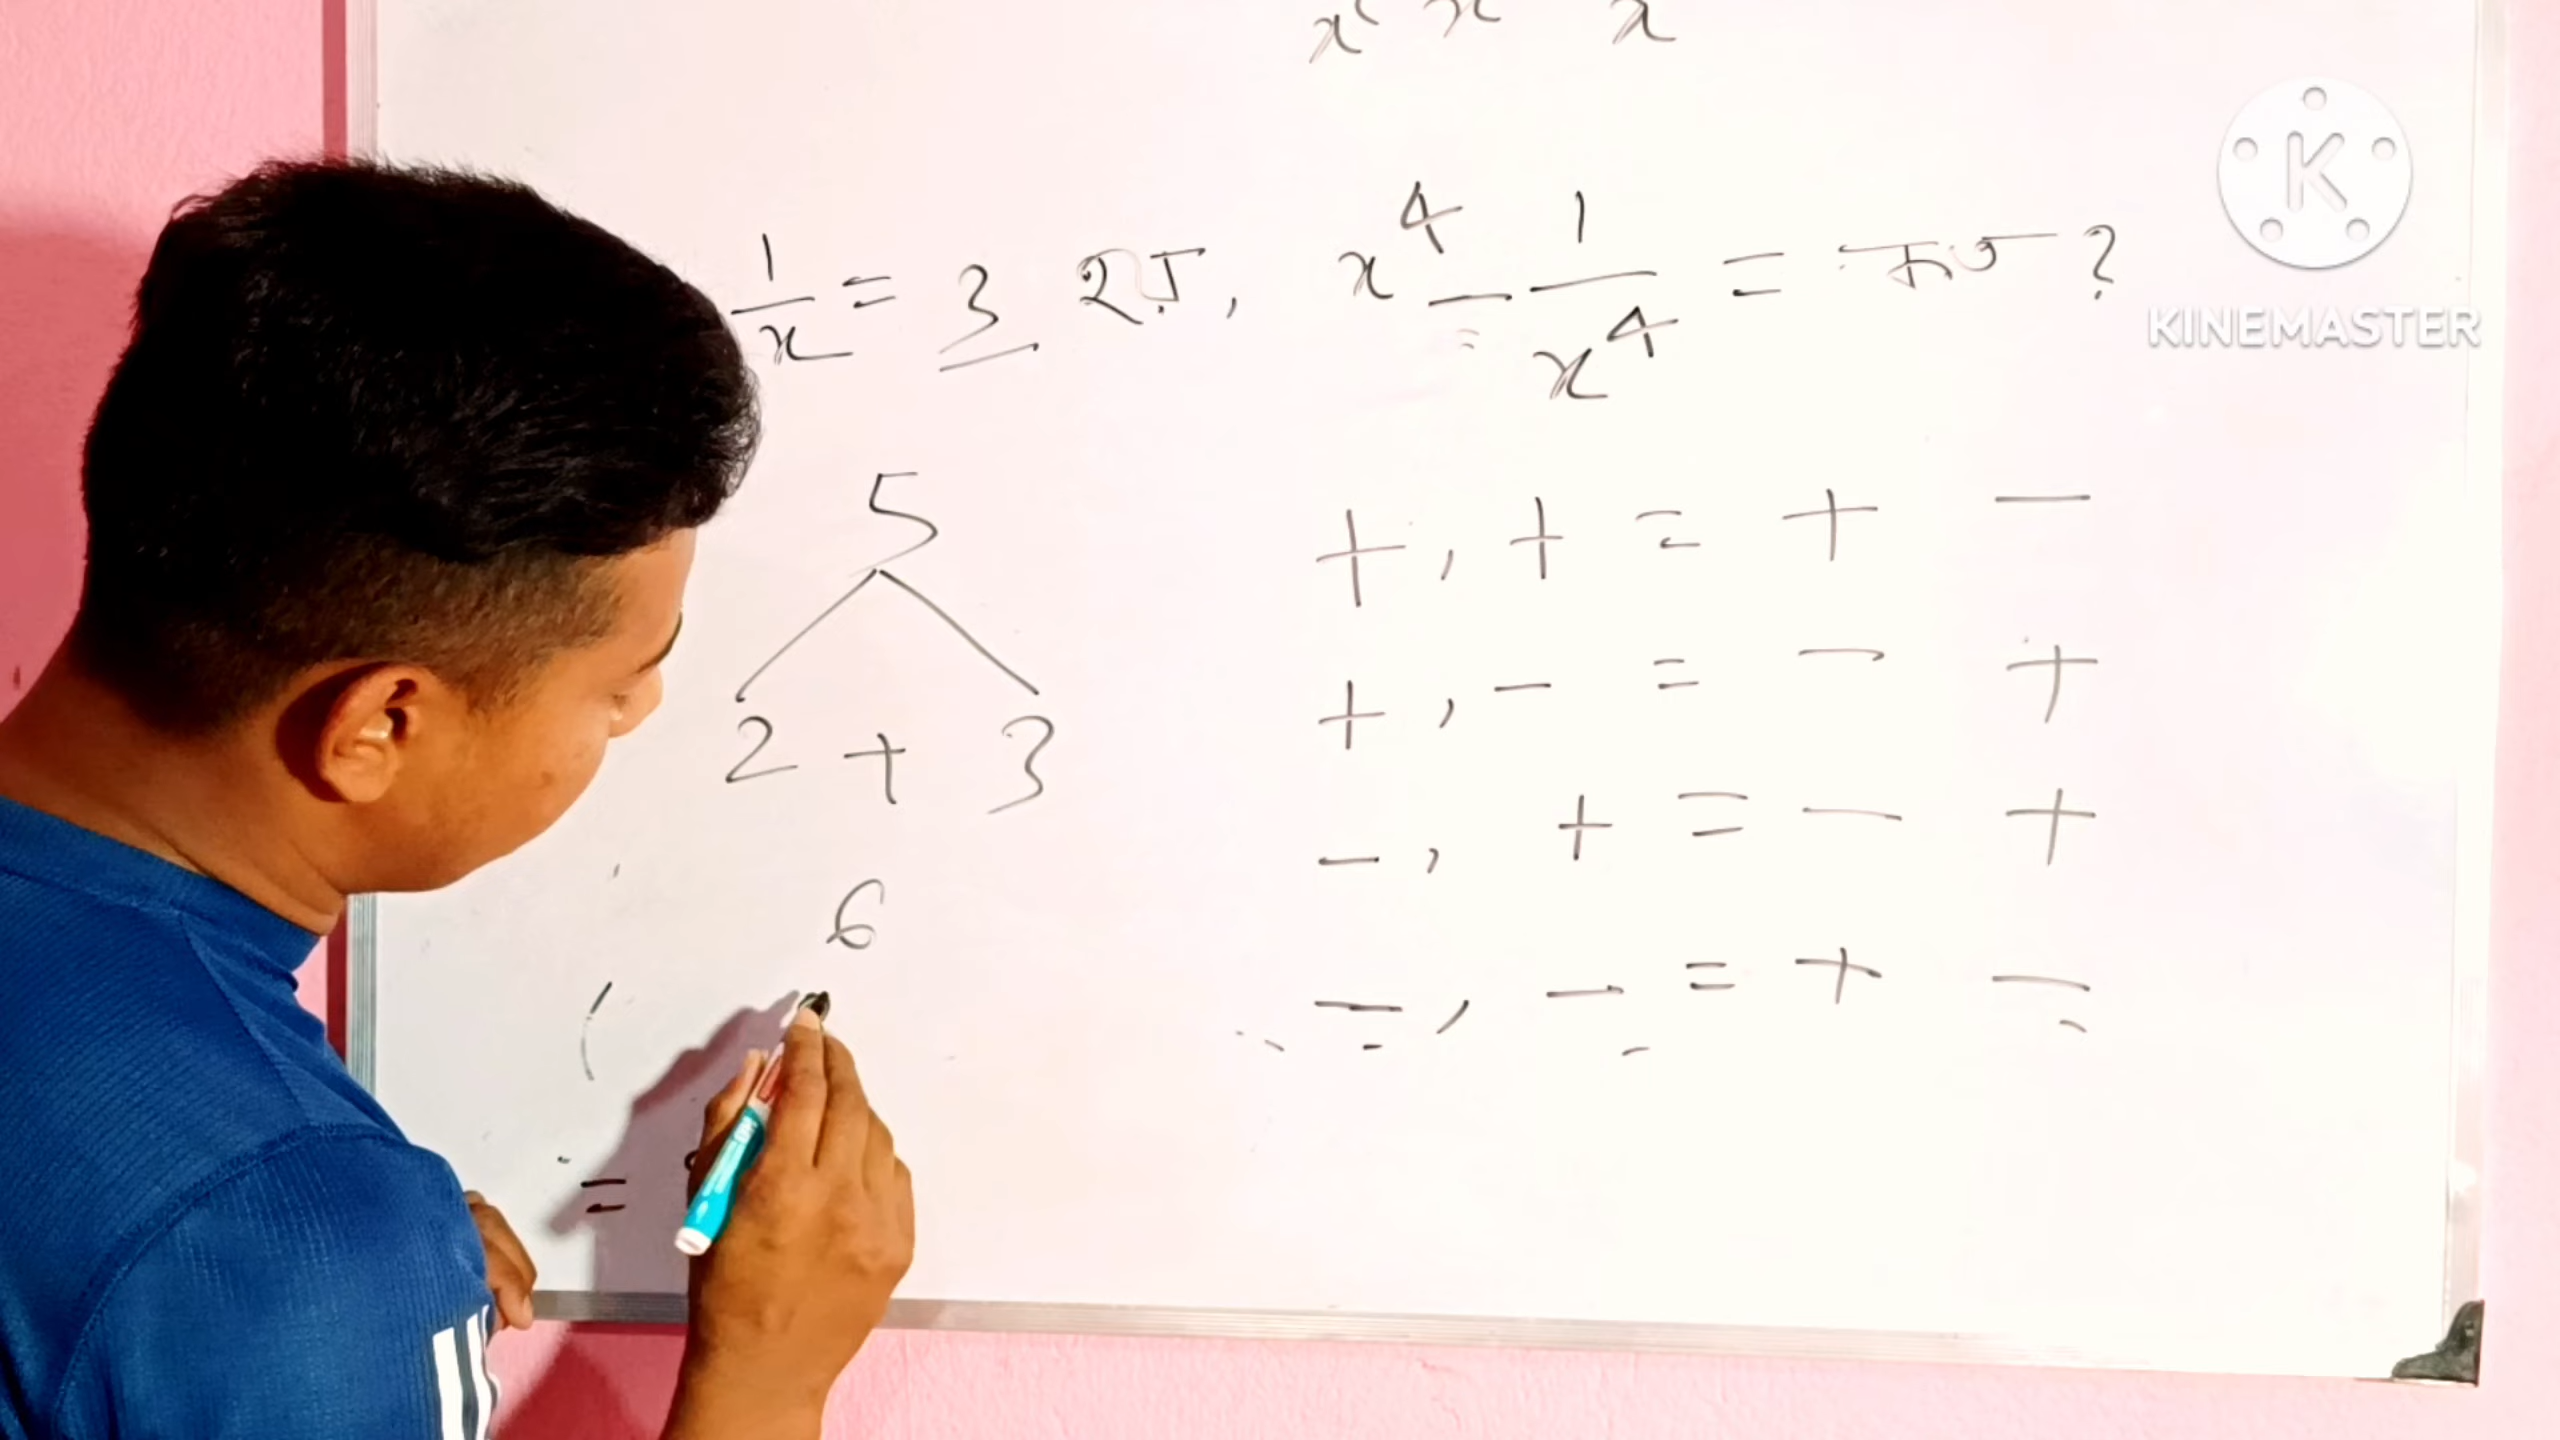 x x x
1/x = 3 হয়, x⁴ - 1/x⁴ = কত ?
5
2 + 3
6
+ , + = + -
+ , - = - +
- , + = - +
- , - = + -
(
=
K
KINEMASTER